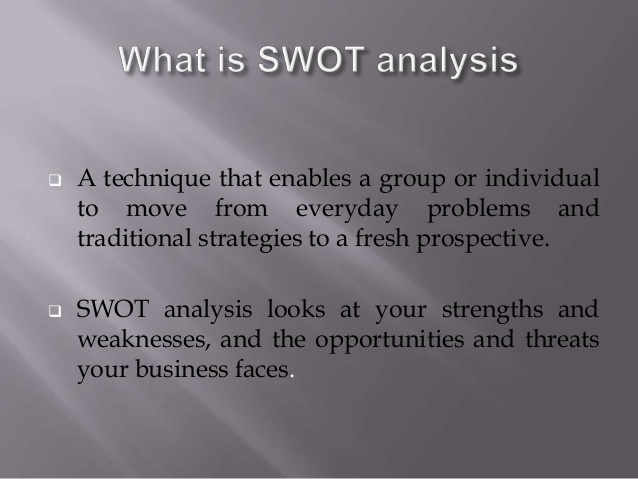 What is SWOT analysis
A technique that enables a group or individual
to move from everyday problems and
traditional strategies to a fresh prospective.
SWOT analysis looks at your strengths and
weaknesses, and the opportunities and threats
your business faces.